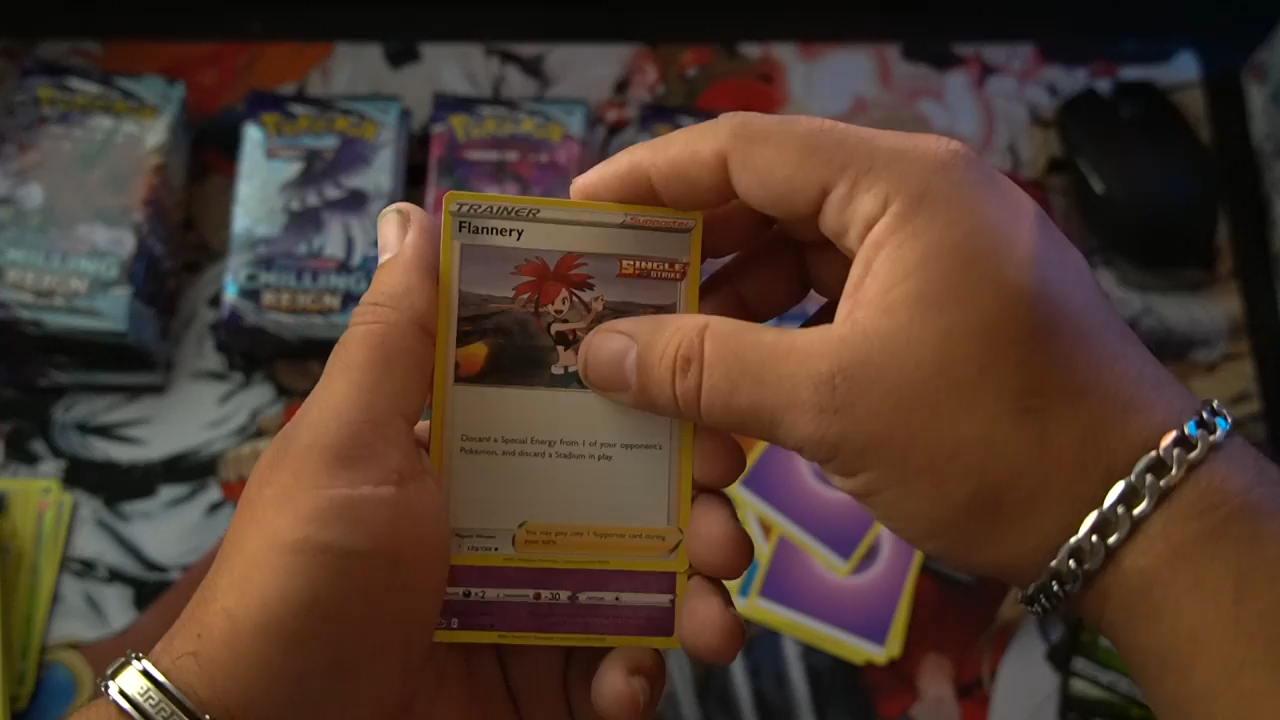 Pokémon
Pokémon
Pokémon
CHILLING
REIGN
CHILLING
REIGN
TRAINER
Supporter
Flannery
SINGLE
STRIKE
Discard a Special Energy from 1 of your opponent's
Pokémon, and discard a Stadium in play.
You may play only 1 Supporter card during
your turn.
×2
-30